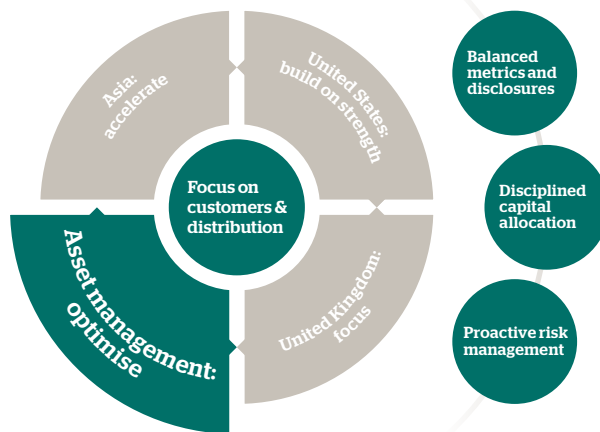 Asia:
accelerate
United States:
build on strength
Focus on
customers &
distribution
Asset management:
optimise
United Kingdom:
focus
Balanced
metrics and
disclosures
Disciplined
capital
allocation
Proactive risk
management